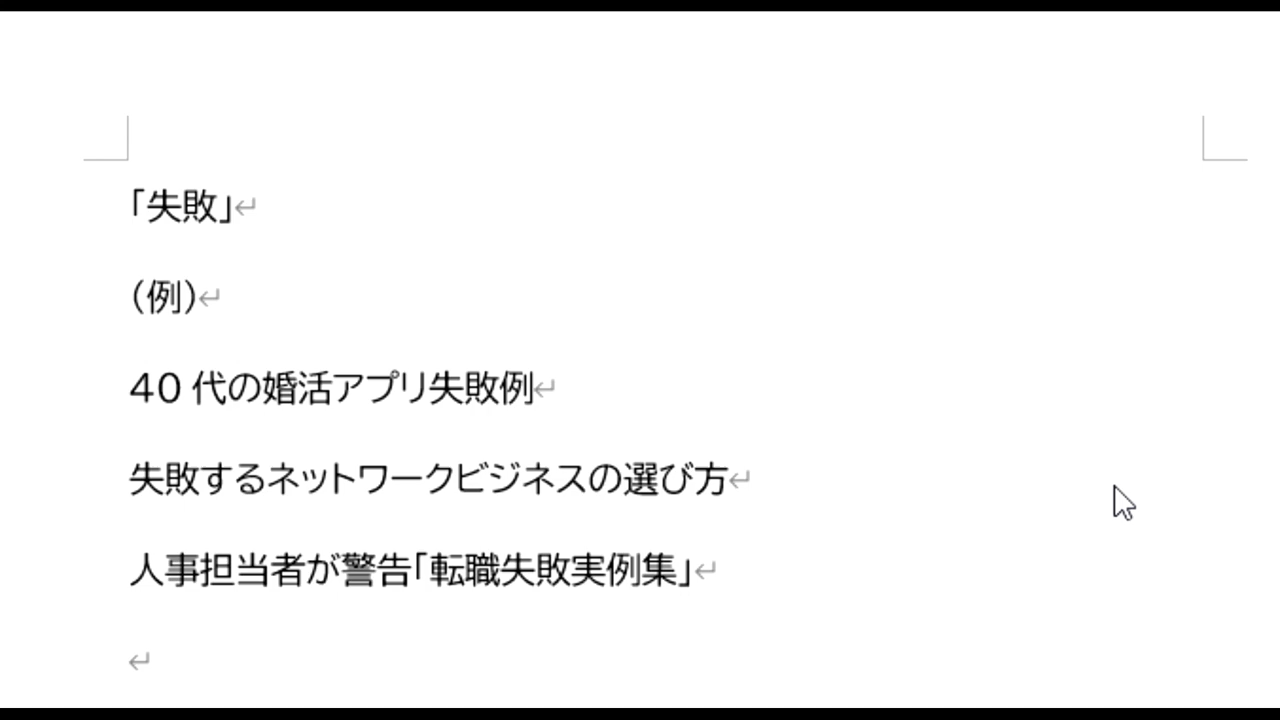 「失敗」
（例）
40 代の婚活アプリ失敗例
失敗するネットワークビジネスの選び方
人事担当者が警告「転職失敗実例集」